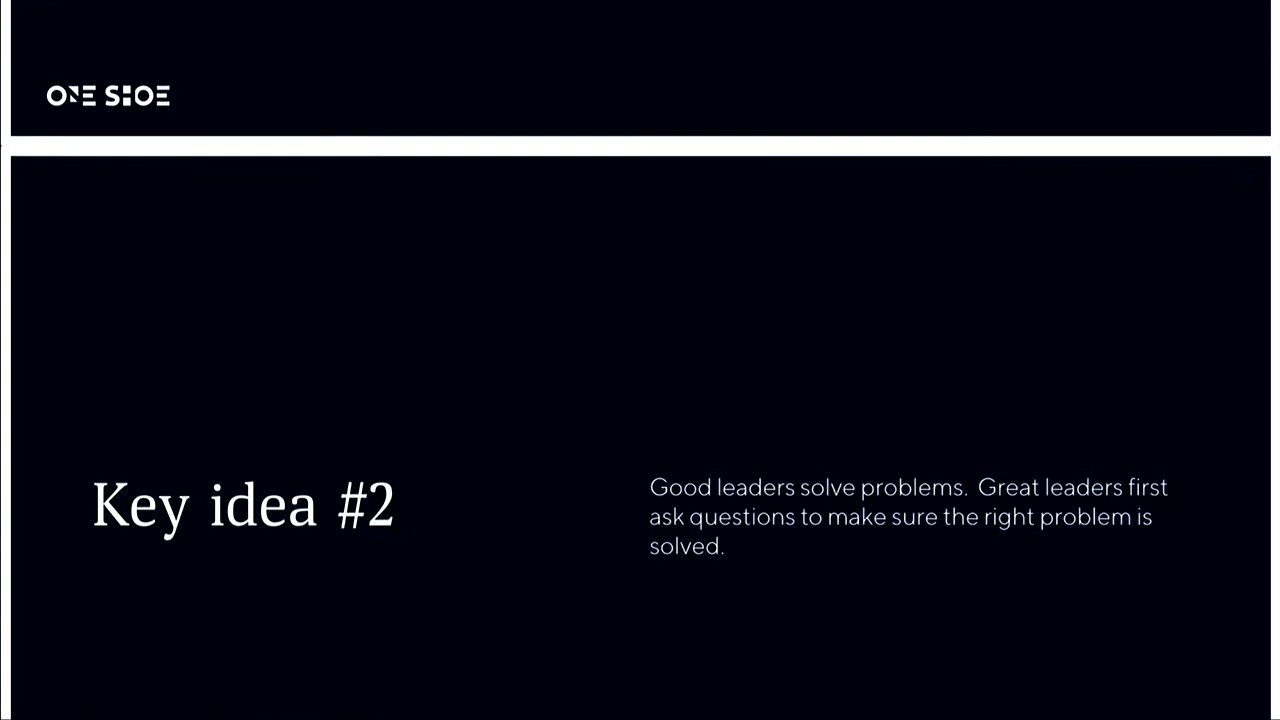 ONE SHOE
Key idea #2
Good leaders solve problems.  Great leaders first
ask questions to make sure the right problem is
solved.